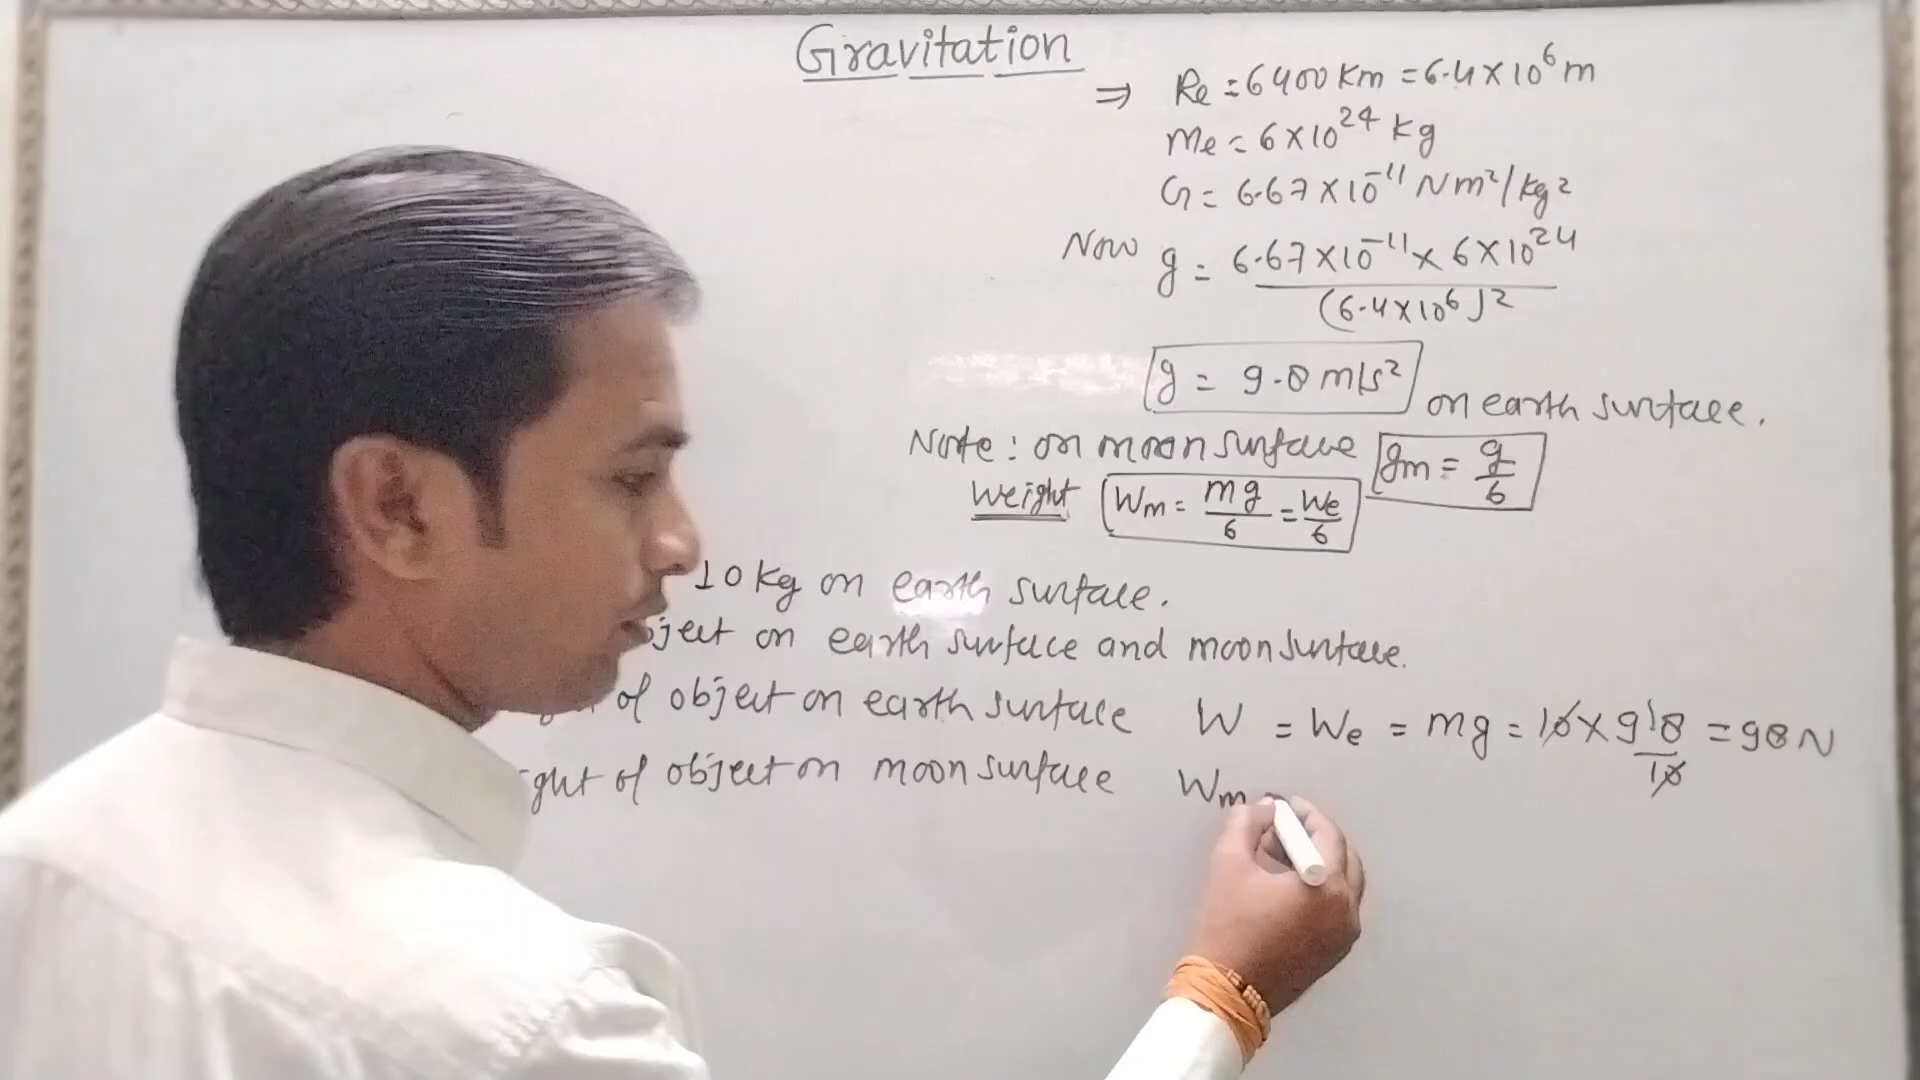 Gravitation
⇒ Re = 6400 Km = 6.4 × 10⁶ m
Me = 6 × 10²⁴ Kg
G = 6.67 × 10⁻¹¹ Nm²/Kg²
Now g = 6.67 × 10⁻¹¹ × 6 × 10²⁴ / (6.4 × 10⁶)²
g = 9.8 m/s² on earth surface.
Note : on moon surface gm = g/6
Weight Wm = mg/6 = We/6
10 Kg on earth surface.
ject on earth surface and moon surface.
of object on earth surface W = We = mg = 10 × 98/10 = 98 N
ght of object on moon surface Wm